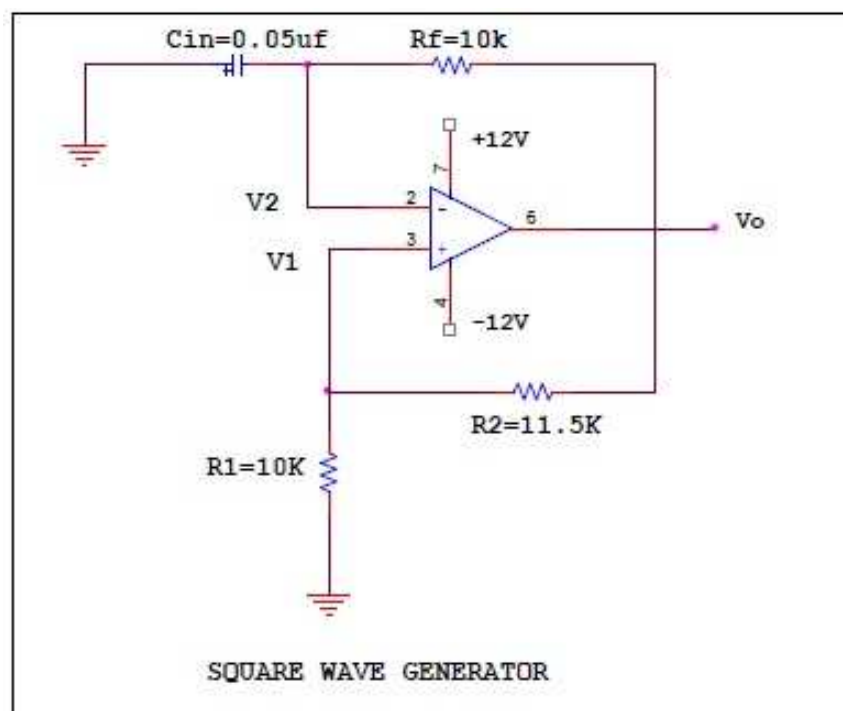 Cin=0.05uf
Rf=10k
+12V
7
V2
2
-
6
Vo
3
+
V1
4
-12V
R2=11.5K
R1=10K
SQUARE WAVE GENERATOR